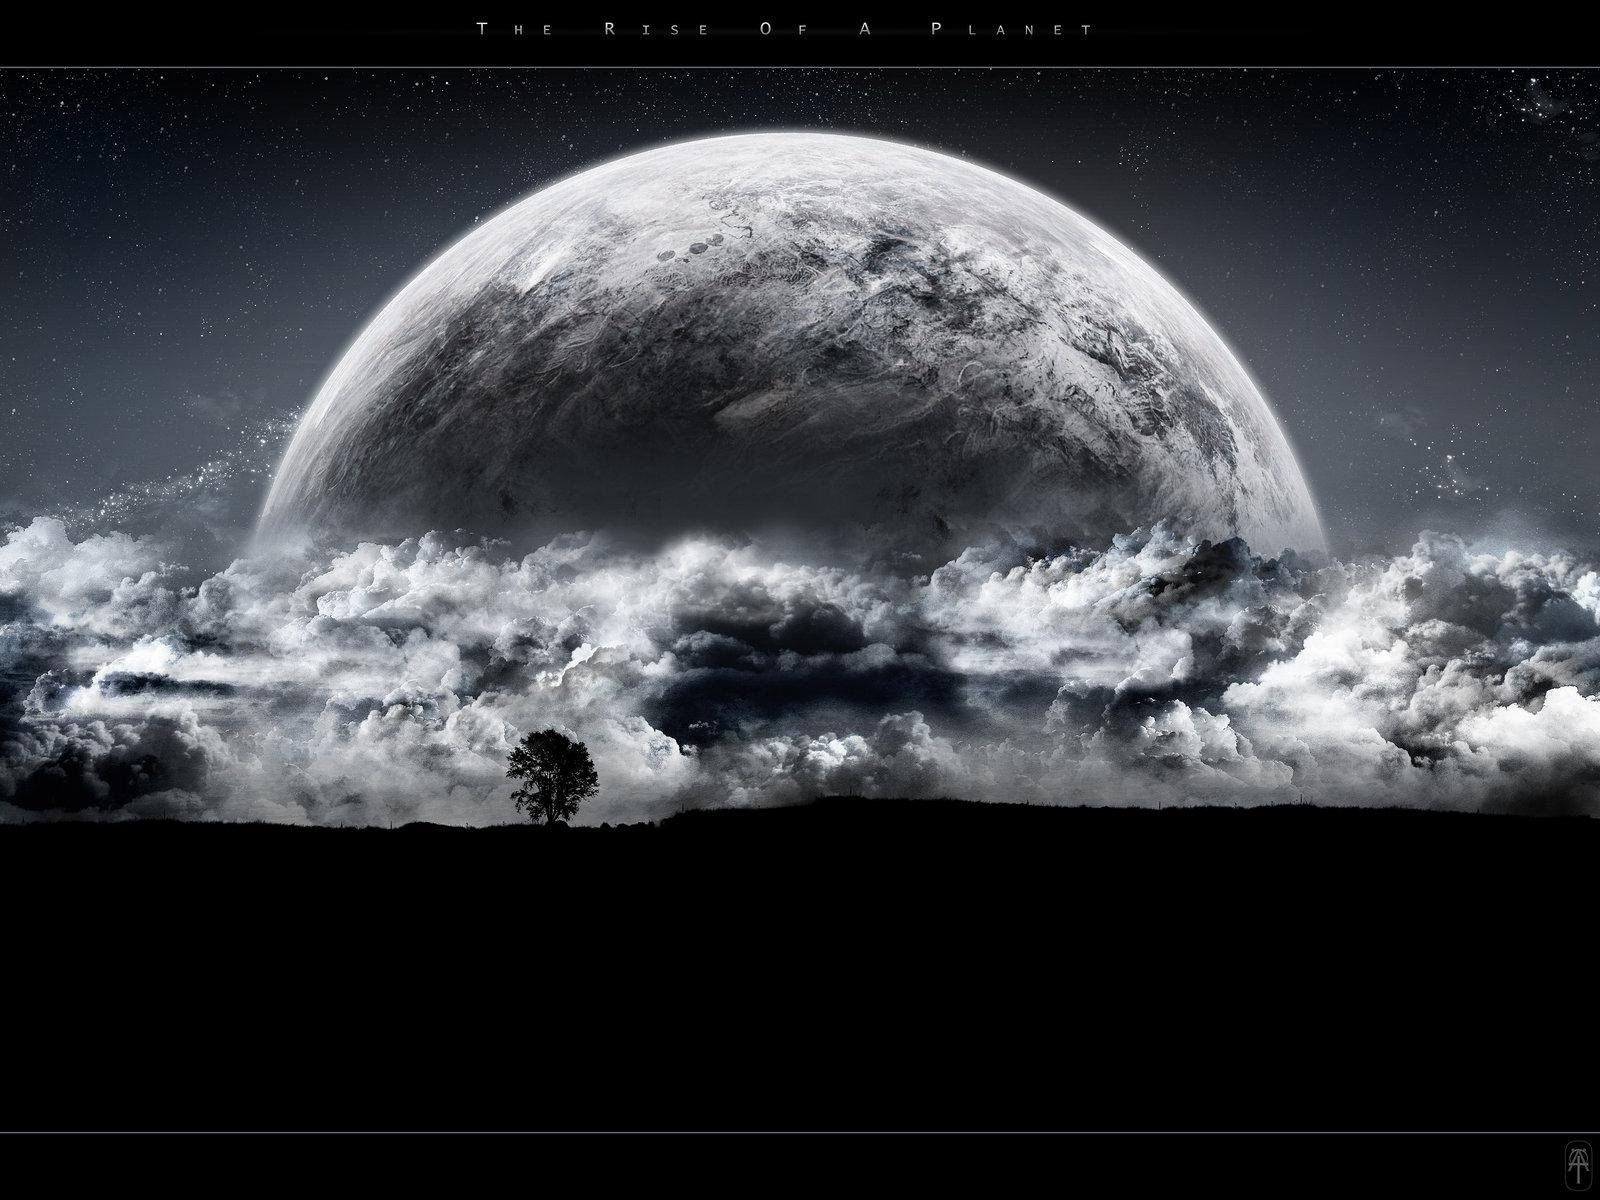 The Rise Of A Planet